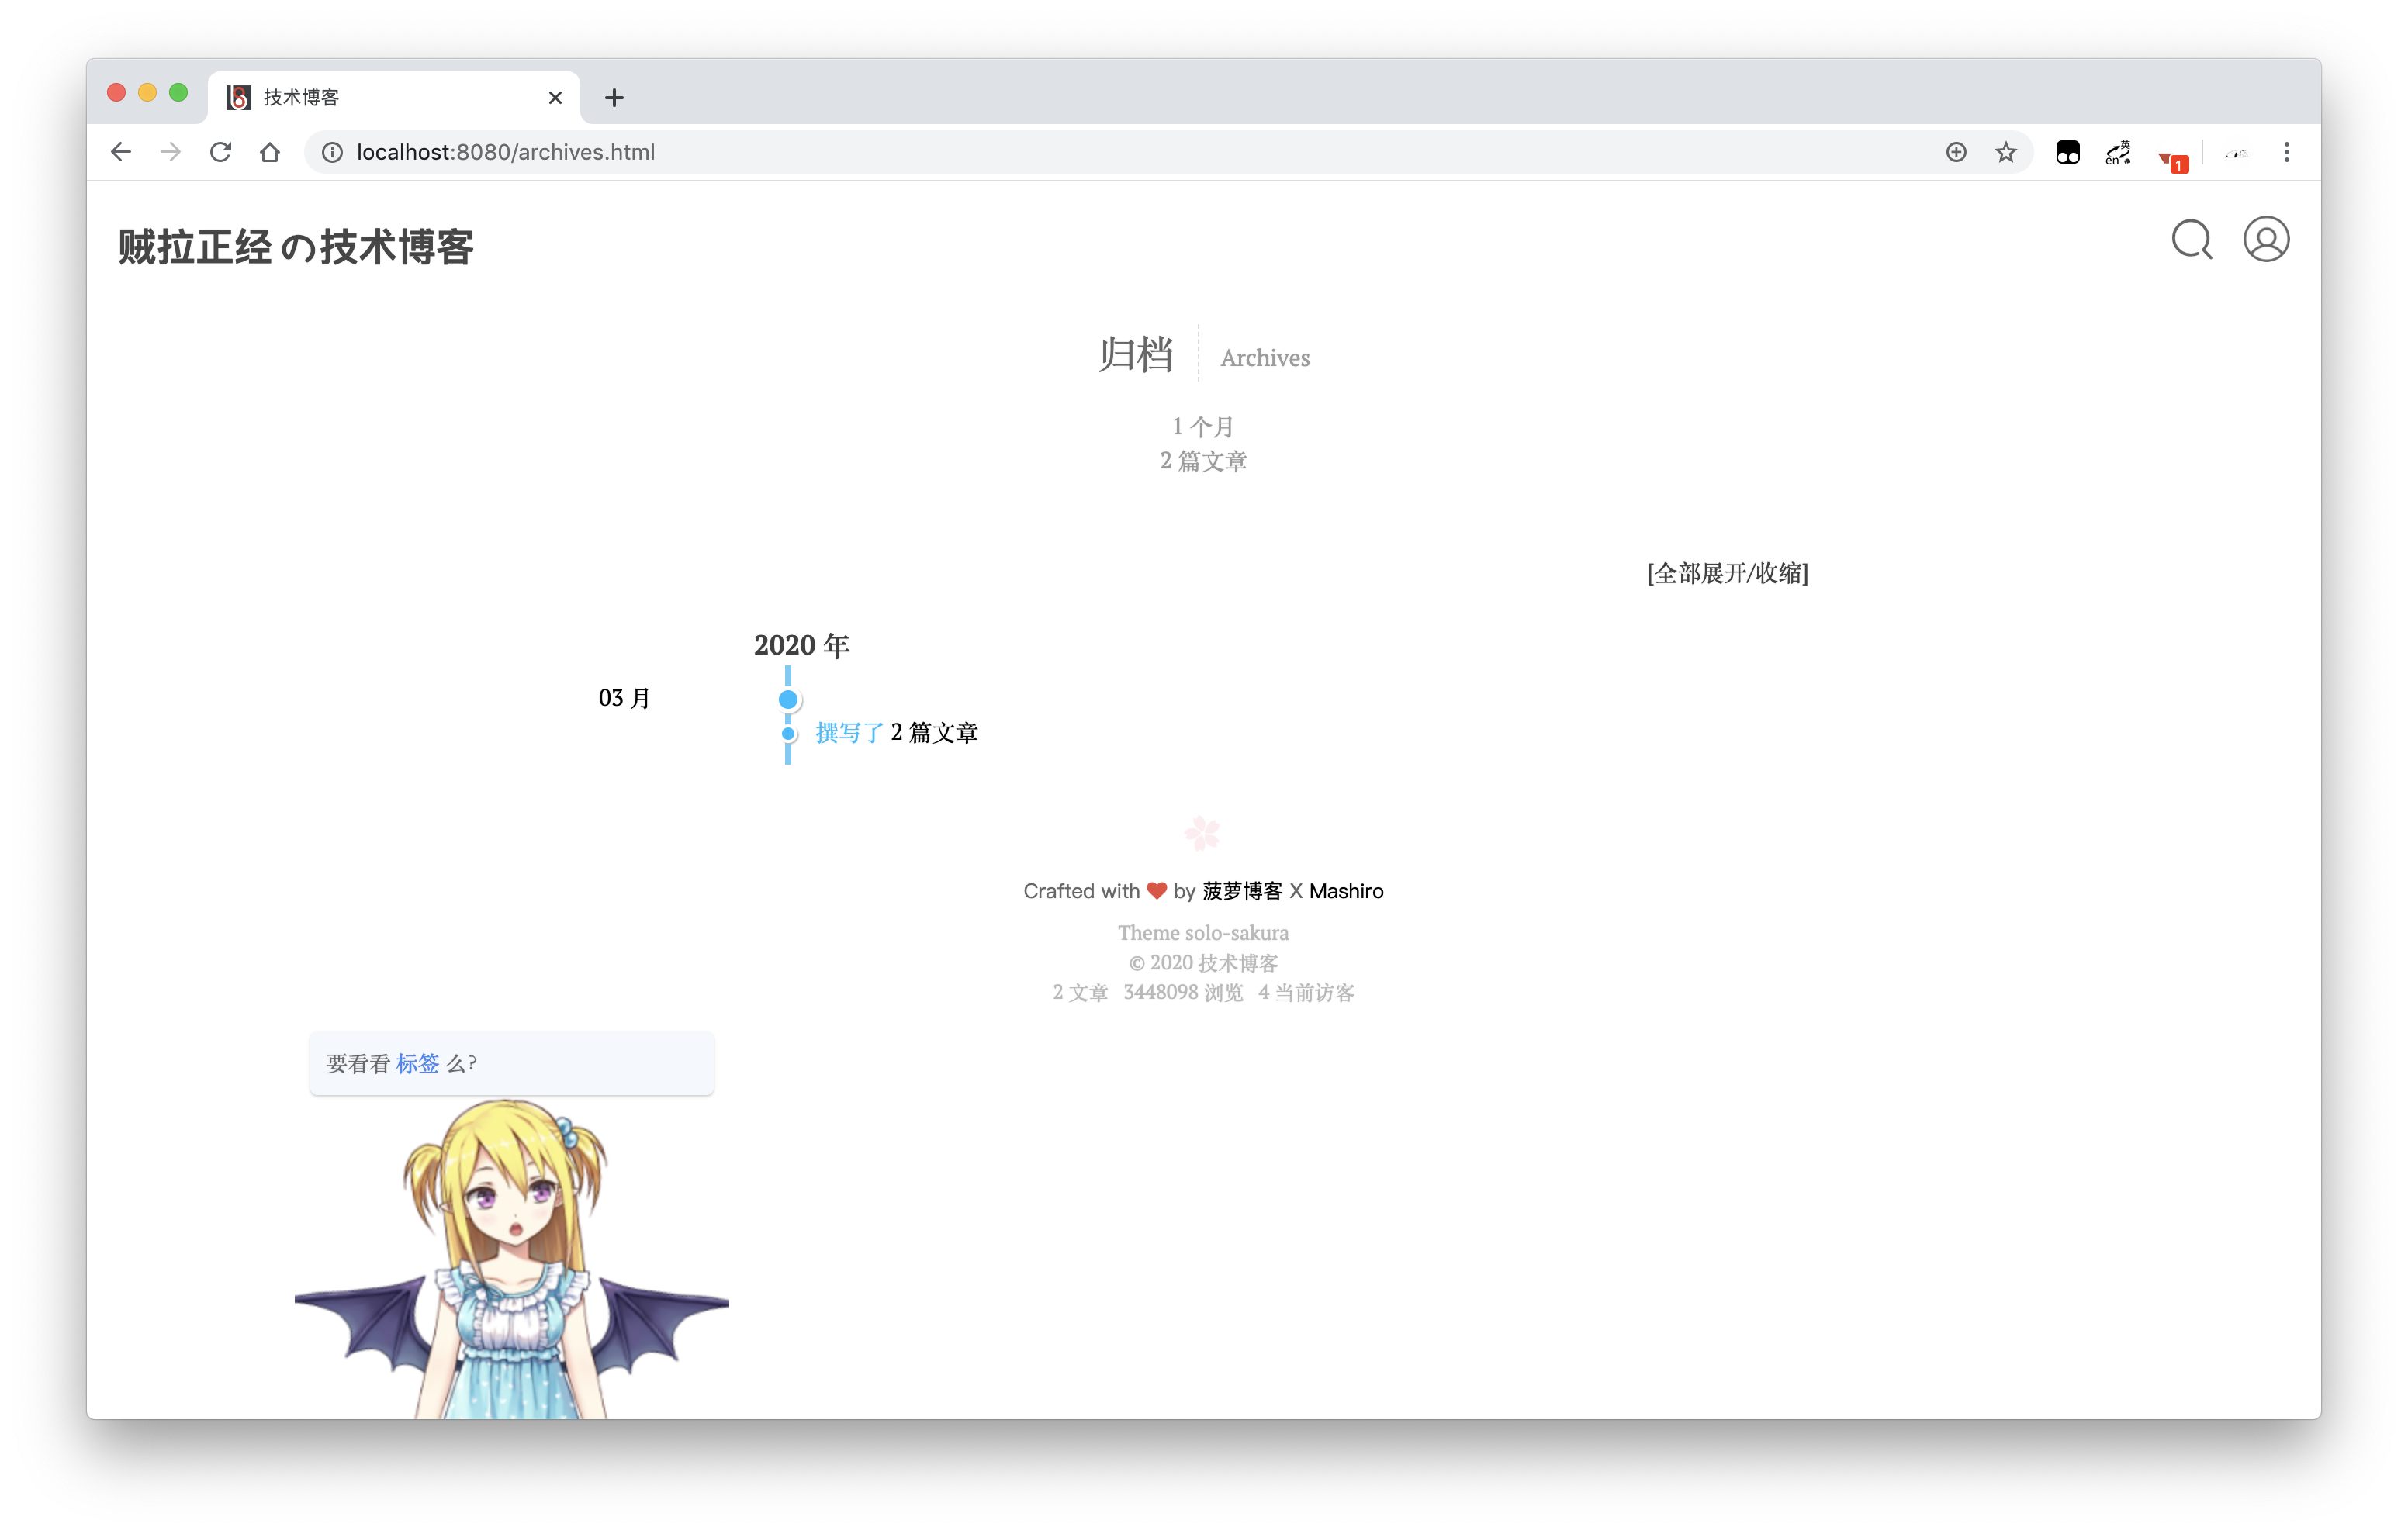 技术博客
localhost:8080/archives.html
英
en
1
贼拉正经の技术博客
归档 Archives
1 个月
2 篇文章
[全部展开/收缩]
2020 年
03 月
撰写了 2 篇文章
Crafted with ❤ by 菠萝博客 X Mashiro
Theme solo-sakura
© 2020 技术博客
2 文章 3448098 浏览 4 当前访客
要看看 标签 么?